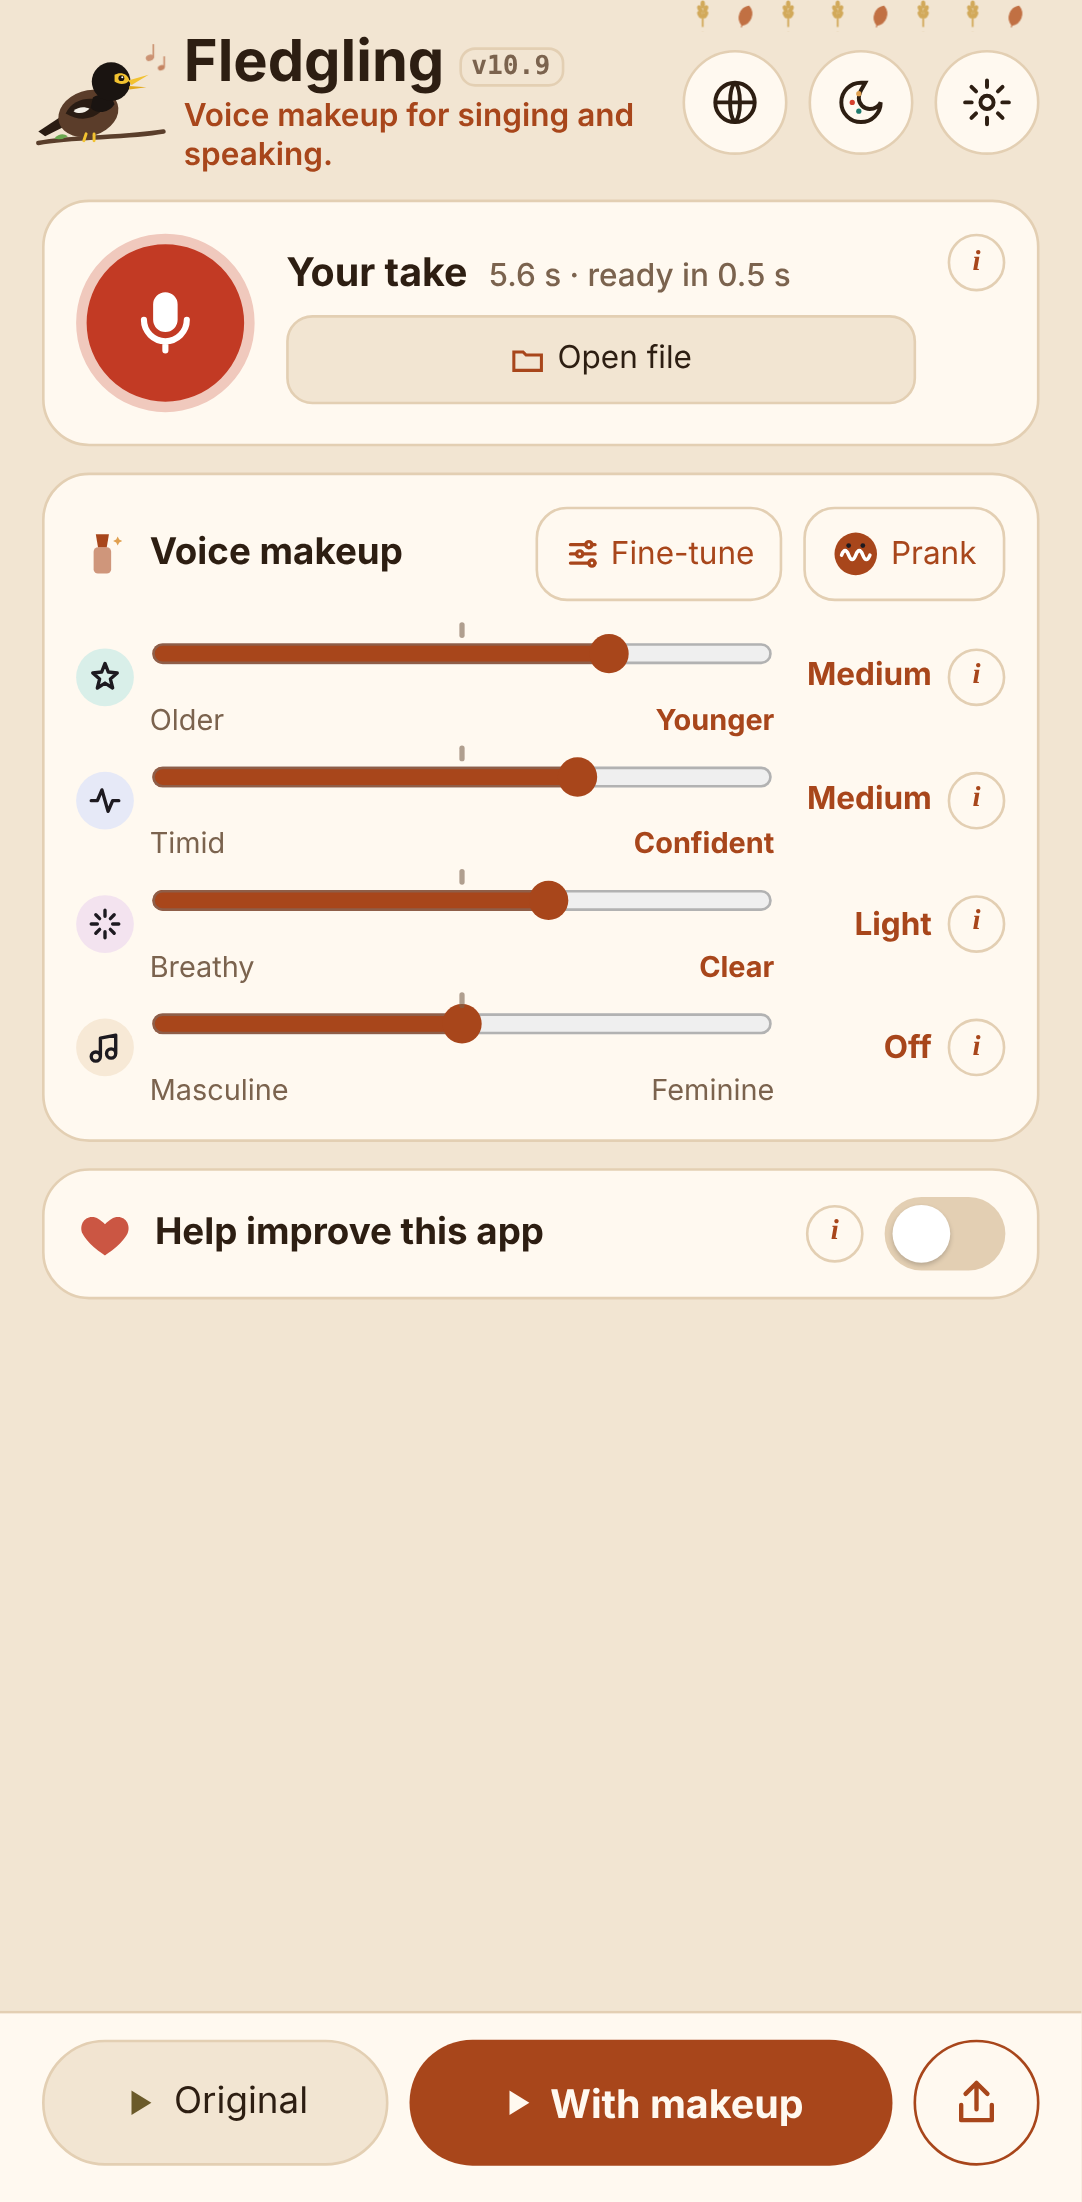 Fledgling v10.9
Voice makeup for singing and
speaking.
Your take 5.6 s · ready in 0.5 s
i
Open file
Voice makeup
Fine-tune
Prank
Medium i
Older Younger
Medium i
Timid Confident
Light i
Breathy Clear
Off i
Masculine Feminine
Help improve this app i
Original
With makeup